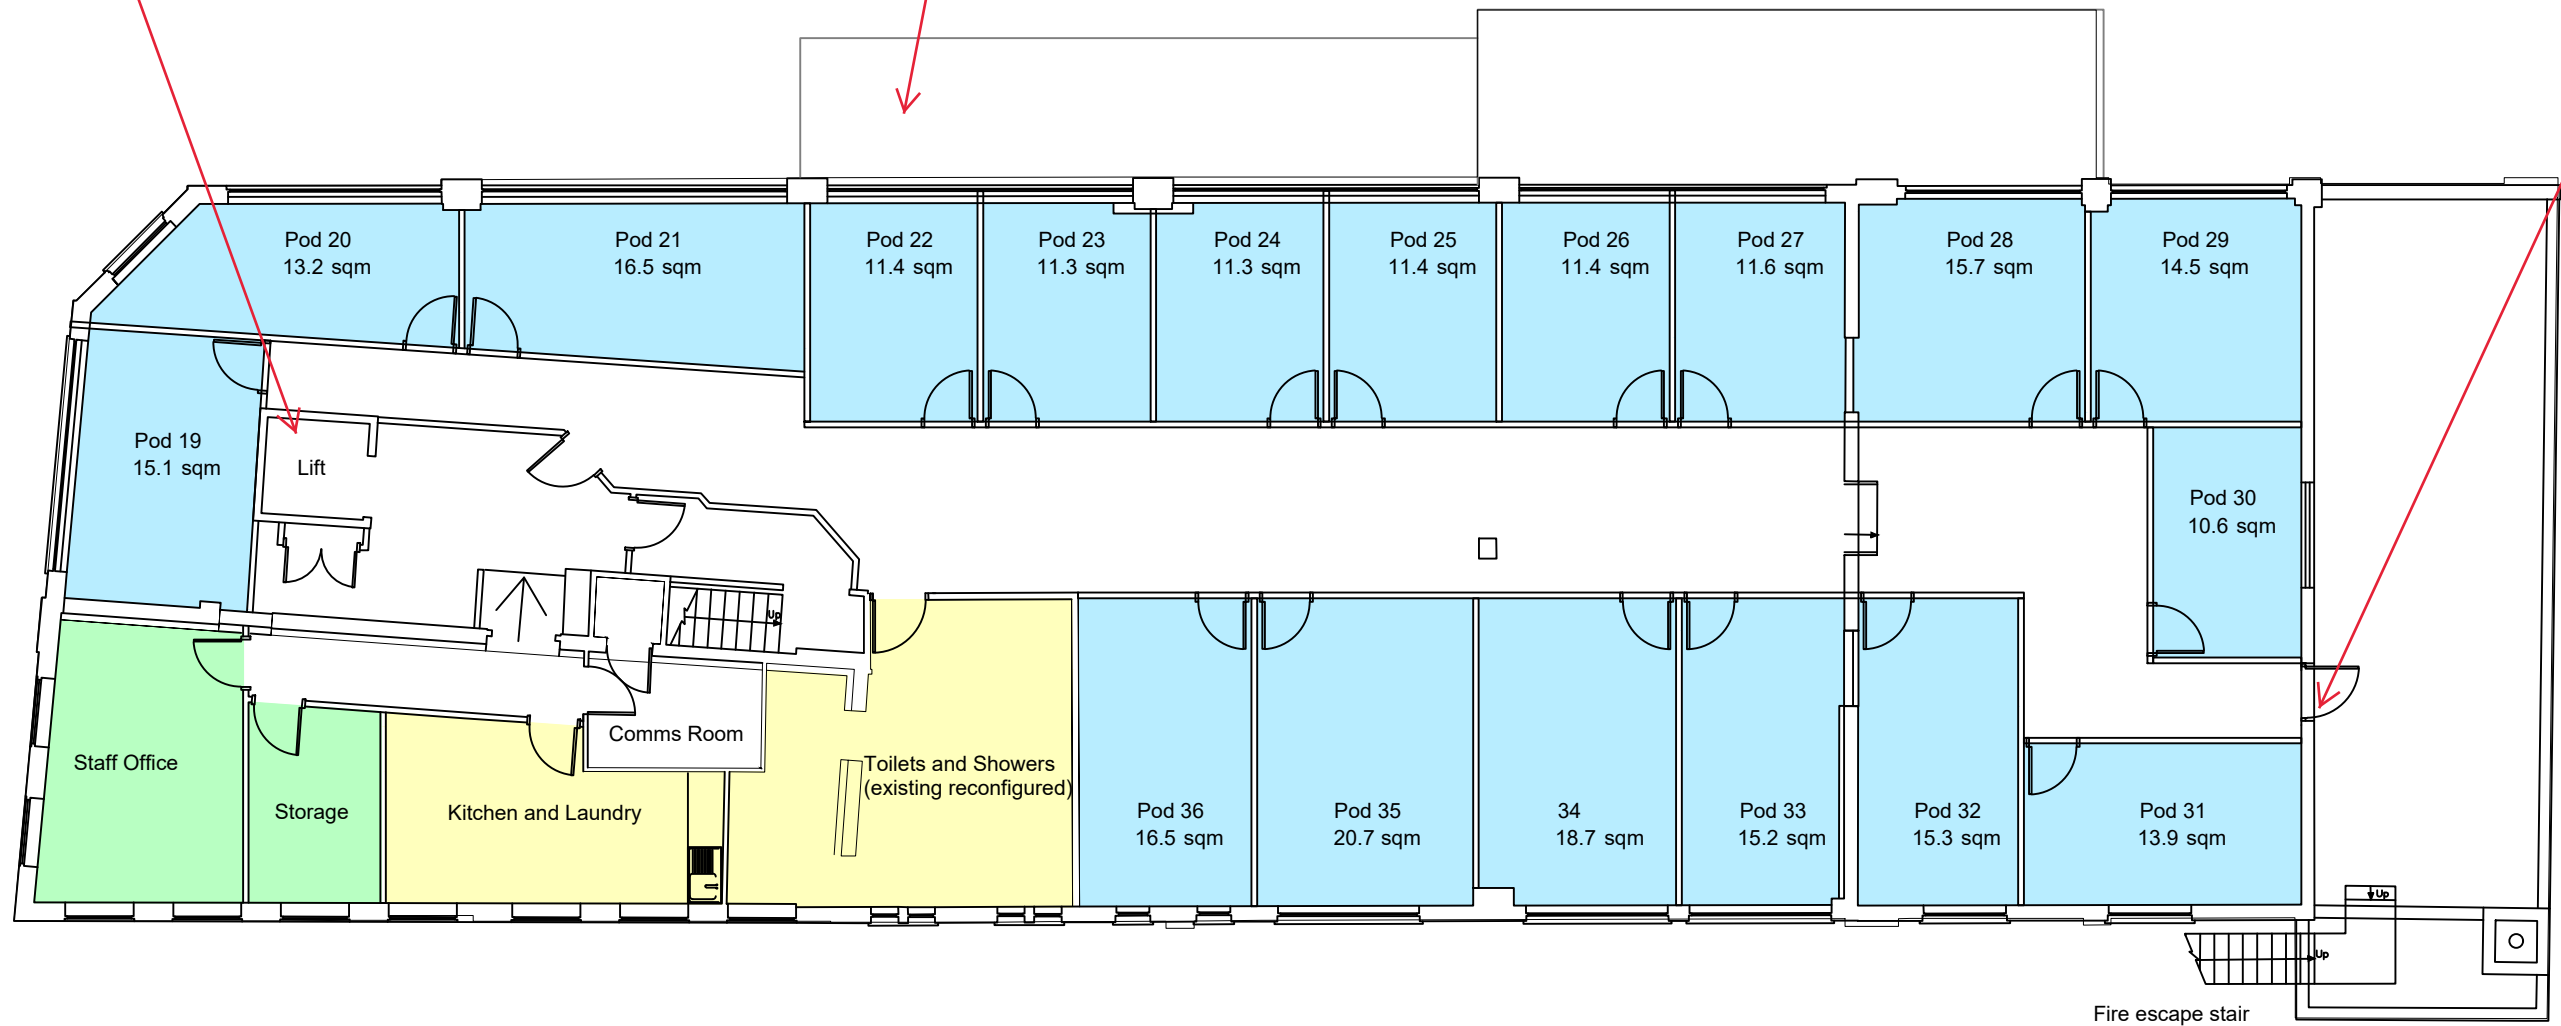 Pod 20
13.2 sqm
Pod 21
16.5 sqm
Pod 22
11.4 sqm
Pod 23
11.3 sqm
Pod 24
11.3 sqm
Pod 25
11.4 sqm
Pod 26
11.4 sqm
Pod 27
11.6 sqm
Pod 28
15.7 sqm
Pod 29
14.5 sqm
Pod 19
15.1 sqm
Lift
Pod 30
10.6 sqm
Up
Comms Room
Staff Office
Storage
Kitchen and Laundry
Toilets and Showers
(existing reconfigured)
Pod 36
16.5 sqm
Pod 35
20.7 sqm
34
18.7 sqm
Pod 33
15.2 sqm
Pod 32
15.3 sqm
Pod 31
13.9 sqm
Up
Up
Fire escape stair